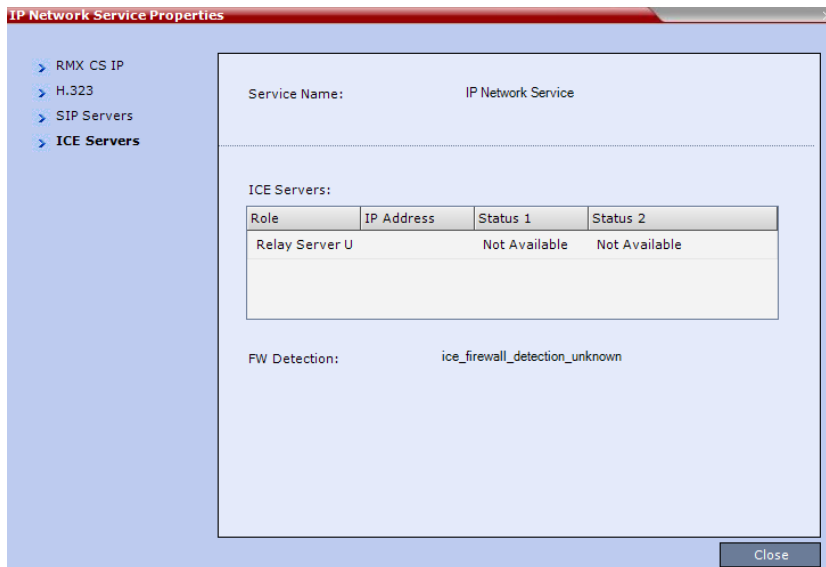 IP Network Service Properties
RMX CS IP
H.323
SIP Servers
ICE Servers
Service Name: IP Network Service
ICE Servers:
Role IP Address Status 1 Status 2
Relay Server U Not Available Not Available
FW Detection: ice_firewall_detection_unknown
Close